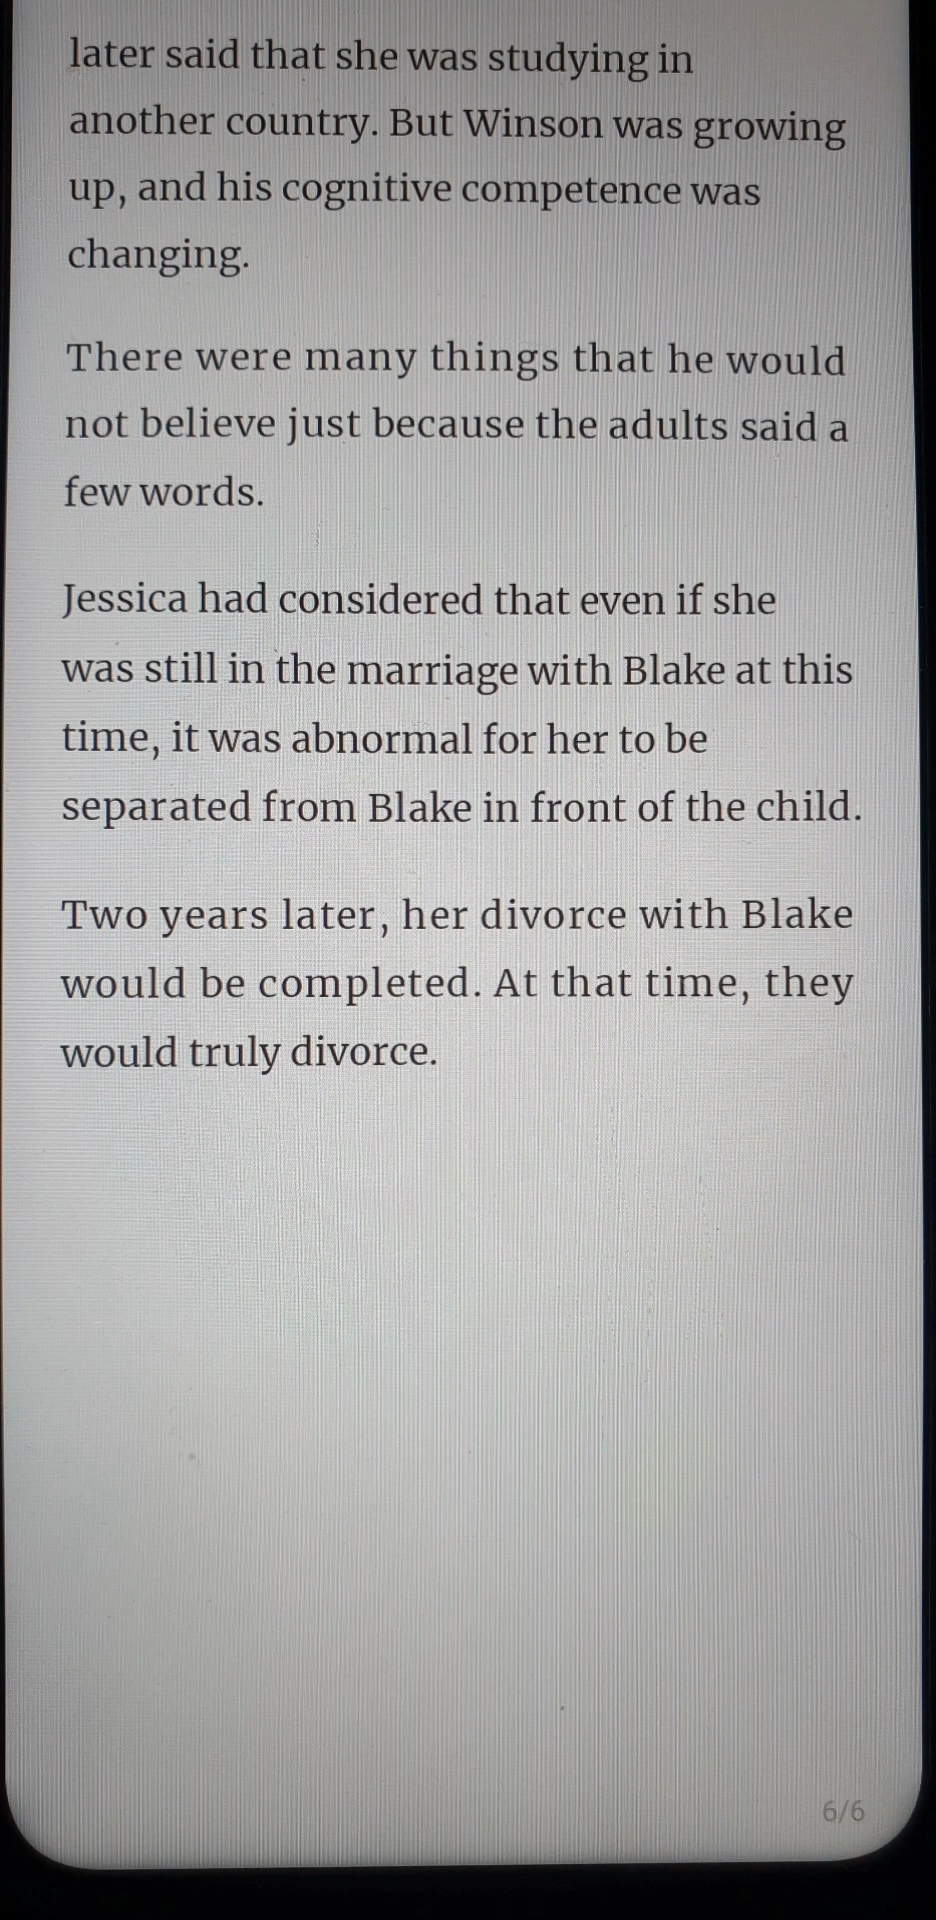 later said that she was studying in
another country. But Winson was growing
up, and his cognitive competence was
changing.
There were many things that he would
not believe just because the adults said a
few words.
Jessica had considered that even if she
was still in the marriage with Blake at this
time, it was abnormal for her to be
separated from Blake in front of the child.
Two years later, her divorce with Blake
would be completed. At that time, they
would truly divorce.
6/6